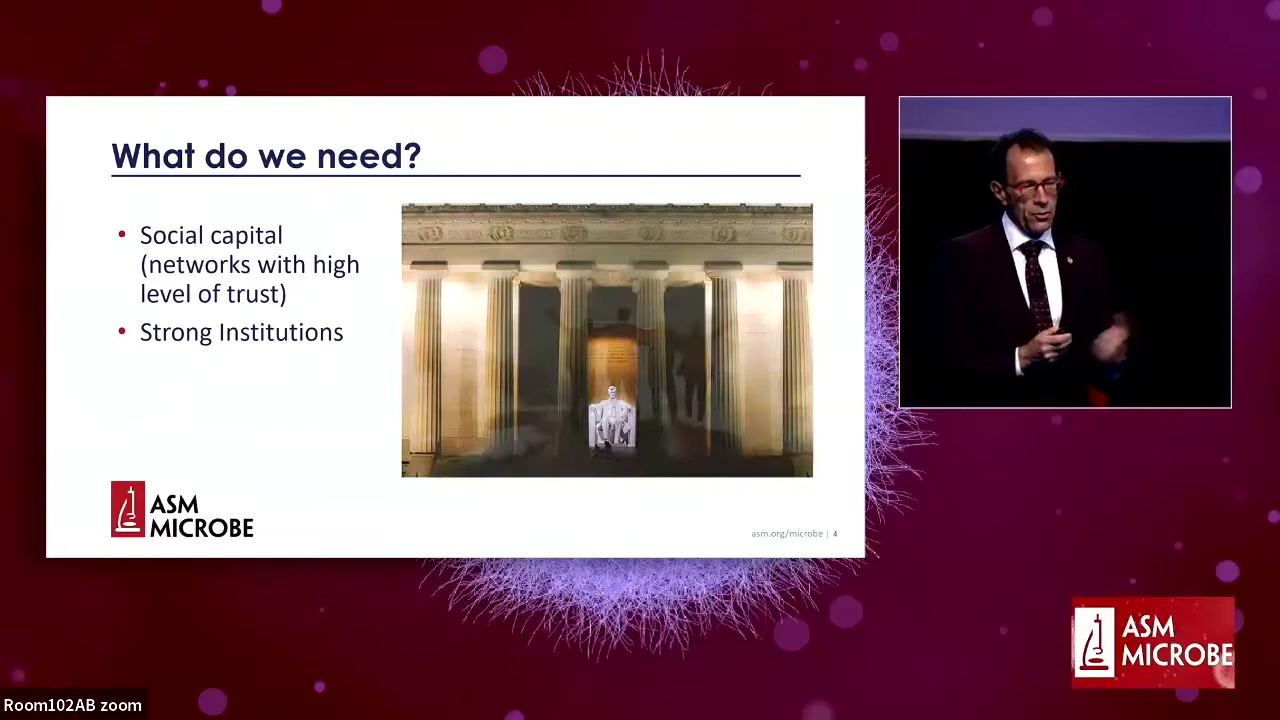 What do we need?
• Social capital
(networks with high
level of trust)
• Strong Institutions
ASM
MICROBE
asm.org/microbe | 4
ASM
MICROBE
Room102AB zoom